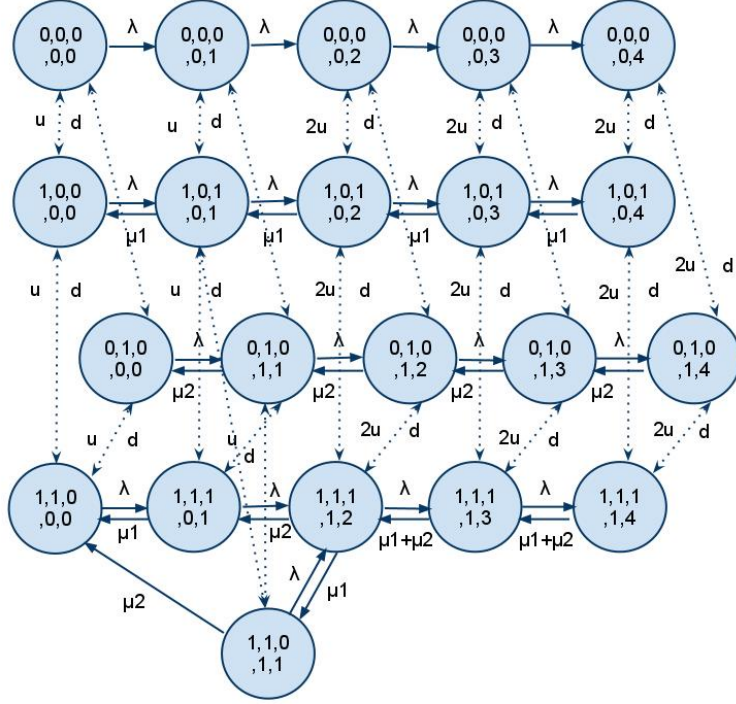 λ λ λ λ
0,0,0 0,0,0 0,0,0 0,0,0 0,0,0
,0,0 ,0,1 ,0,2 ,0,3 ,0,4
u d u d 2u d 2u d 2u d
λ λ λ λ
1,0,0 1,0,1 1,0,1 1,0,1 1,0,1
,0,0 ,0,1 ,0,2 ,0,3 ,0,4
μ1 μ1 μ1 μ1
u d u d 2u d 2u d 2u d 2u d
λ λ λ λ
0,1,0 0,1,0 0,1,0 0,1,0 0,1,0
,0,0 ,1,1 ,1,2 ,1,3 ,1,4
μ2 μ2 μ2 μ2
u d u d 2u d 2u d 2u d
λ λ λ λ
1,1,0 1,1,1 1,1,1 1,1,1 1,1,1
,0,0 ,0,1 ,1,2 ,1,3 ,1,4
μ1 μ2 μ1+μ2 μ1+μ2
λ μ1
μ2
1,1,0
,1,1